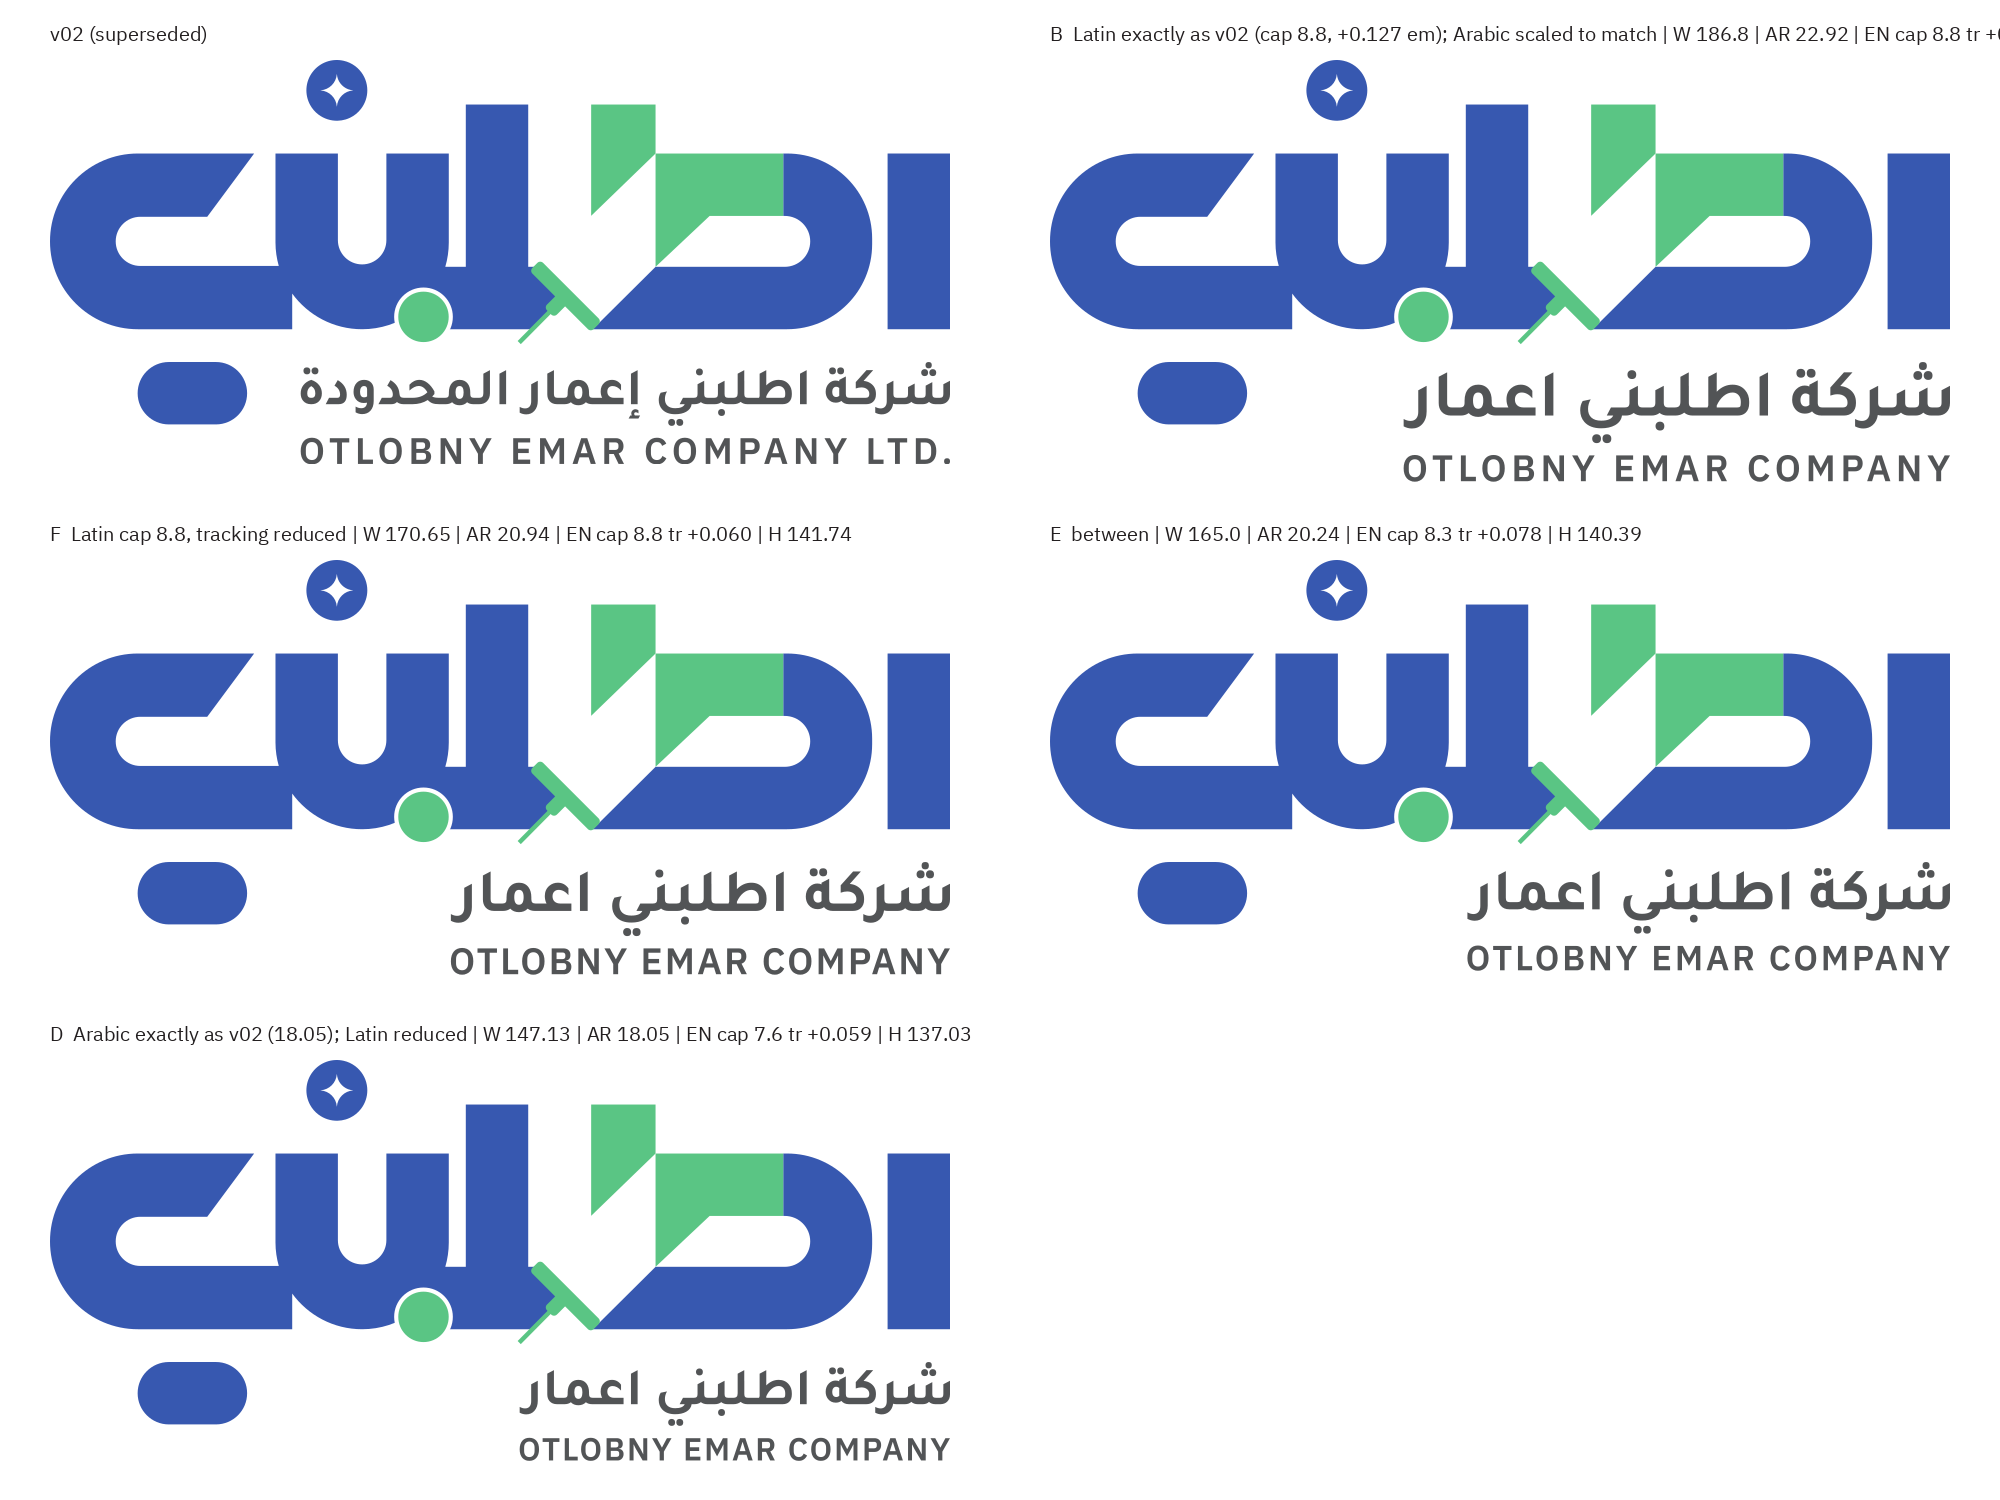 v02 (superseded)
اطلبني
شركة اطلبني إعمار المحدودة
OTLOBNY EMAR COMPANY LTD.
B Latin exactly as v02 (cap 8.8, +0.127 em); Arabic scaled to match | W 186.8 | AR 22.92 | EN cap 8.8 tr
اطلبني
شركة اطلبني اعمار
OTLOBNY EMAR COMPANY
F Latin cap 8.8, tracking reduced | W 170.65 | AR 20.94 | EN cap 8.8 tr +0.060 | H 141.74
اطلبني
شركة اطلبني اعمار
OTLOBNY EMAR COMPANY
E between | W 165.0 | AR 20.24 | EN cap 8.3 tr +0.078 | H 140.39
اطلبني
شركة اطلبني اعمار
OTLOBNY EMAR COMPANY
D Arabic exactly as v02 (18.05); Latin reduced | W 147.13 | AR 18.05 | EN cap 7.6 tr +0.059 | H 137.03
اطلبني
شركة اطلبني اعمار
OTLOBNY EMAR COMPANY